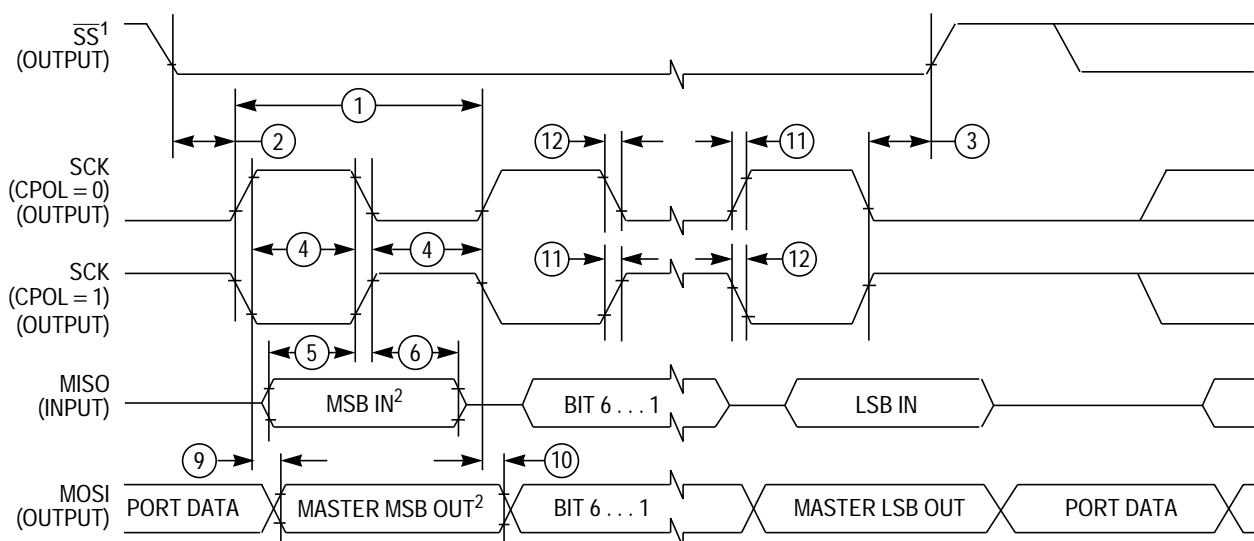 SS¹
(OUTPUT)
1
2
12
11
3
SCK
(CPOL = 0)
(OUTPUT)
4
4
11
12
SCK
(CPOL = 1)
(OUTPUT)
5
6
MISO
(INPUT)
MSB IN²
BIT 6 . . . 1
LSB IN
9
10
MOSI
(OUTPUT)
PORT DATA
MASTER MSB OUT²
BIT 6 . . . 1
MASTER LSB OUT
PORT DATA